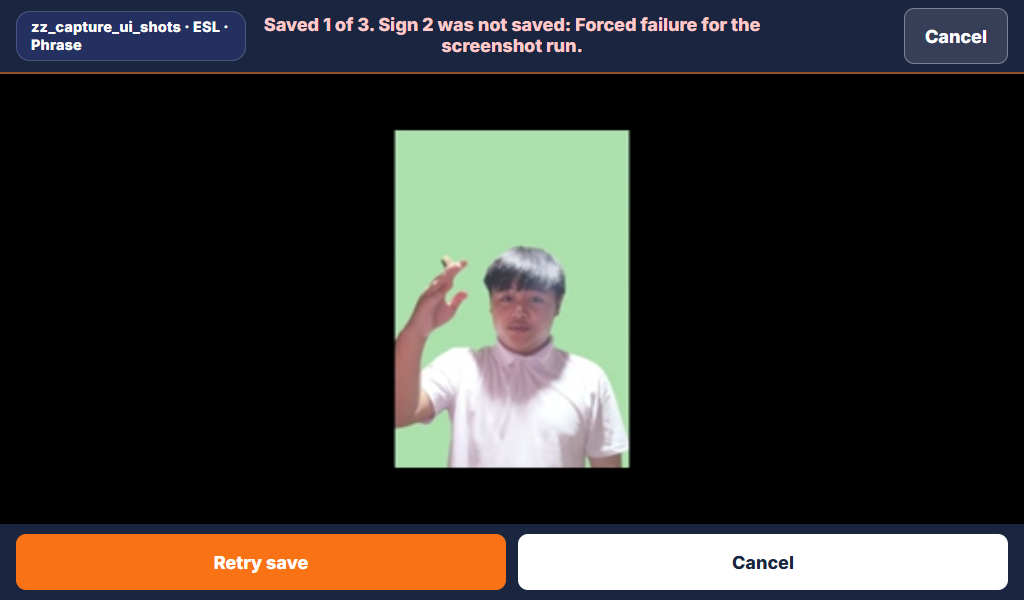 zz_capture_ui_shots · ESL ·
Phrase
Saved 1 of 3. Sign 2 was not saved: Forced failure for the
screenshot run.
Cancel
Retry save
Cancel